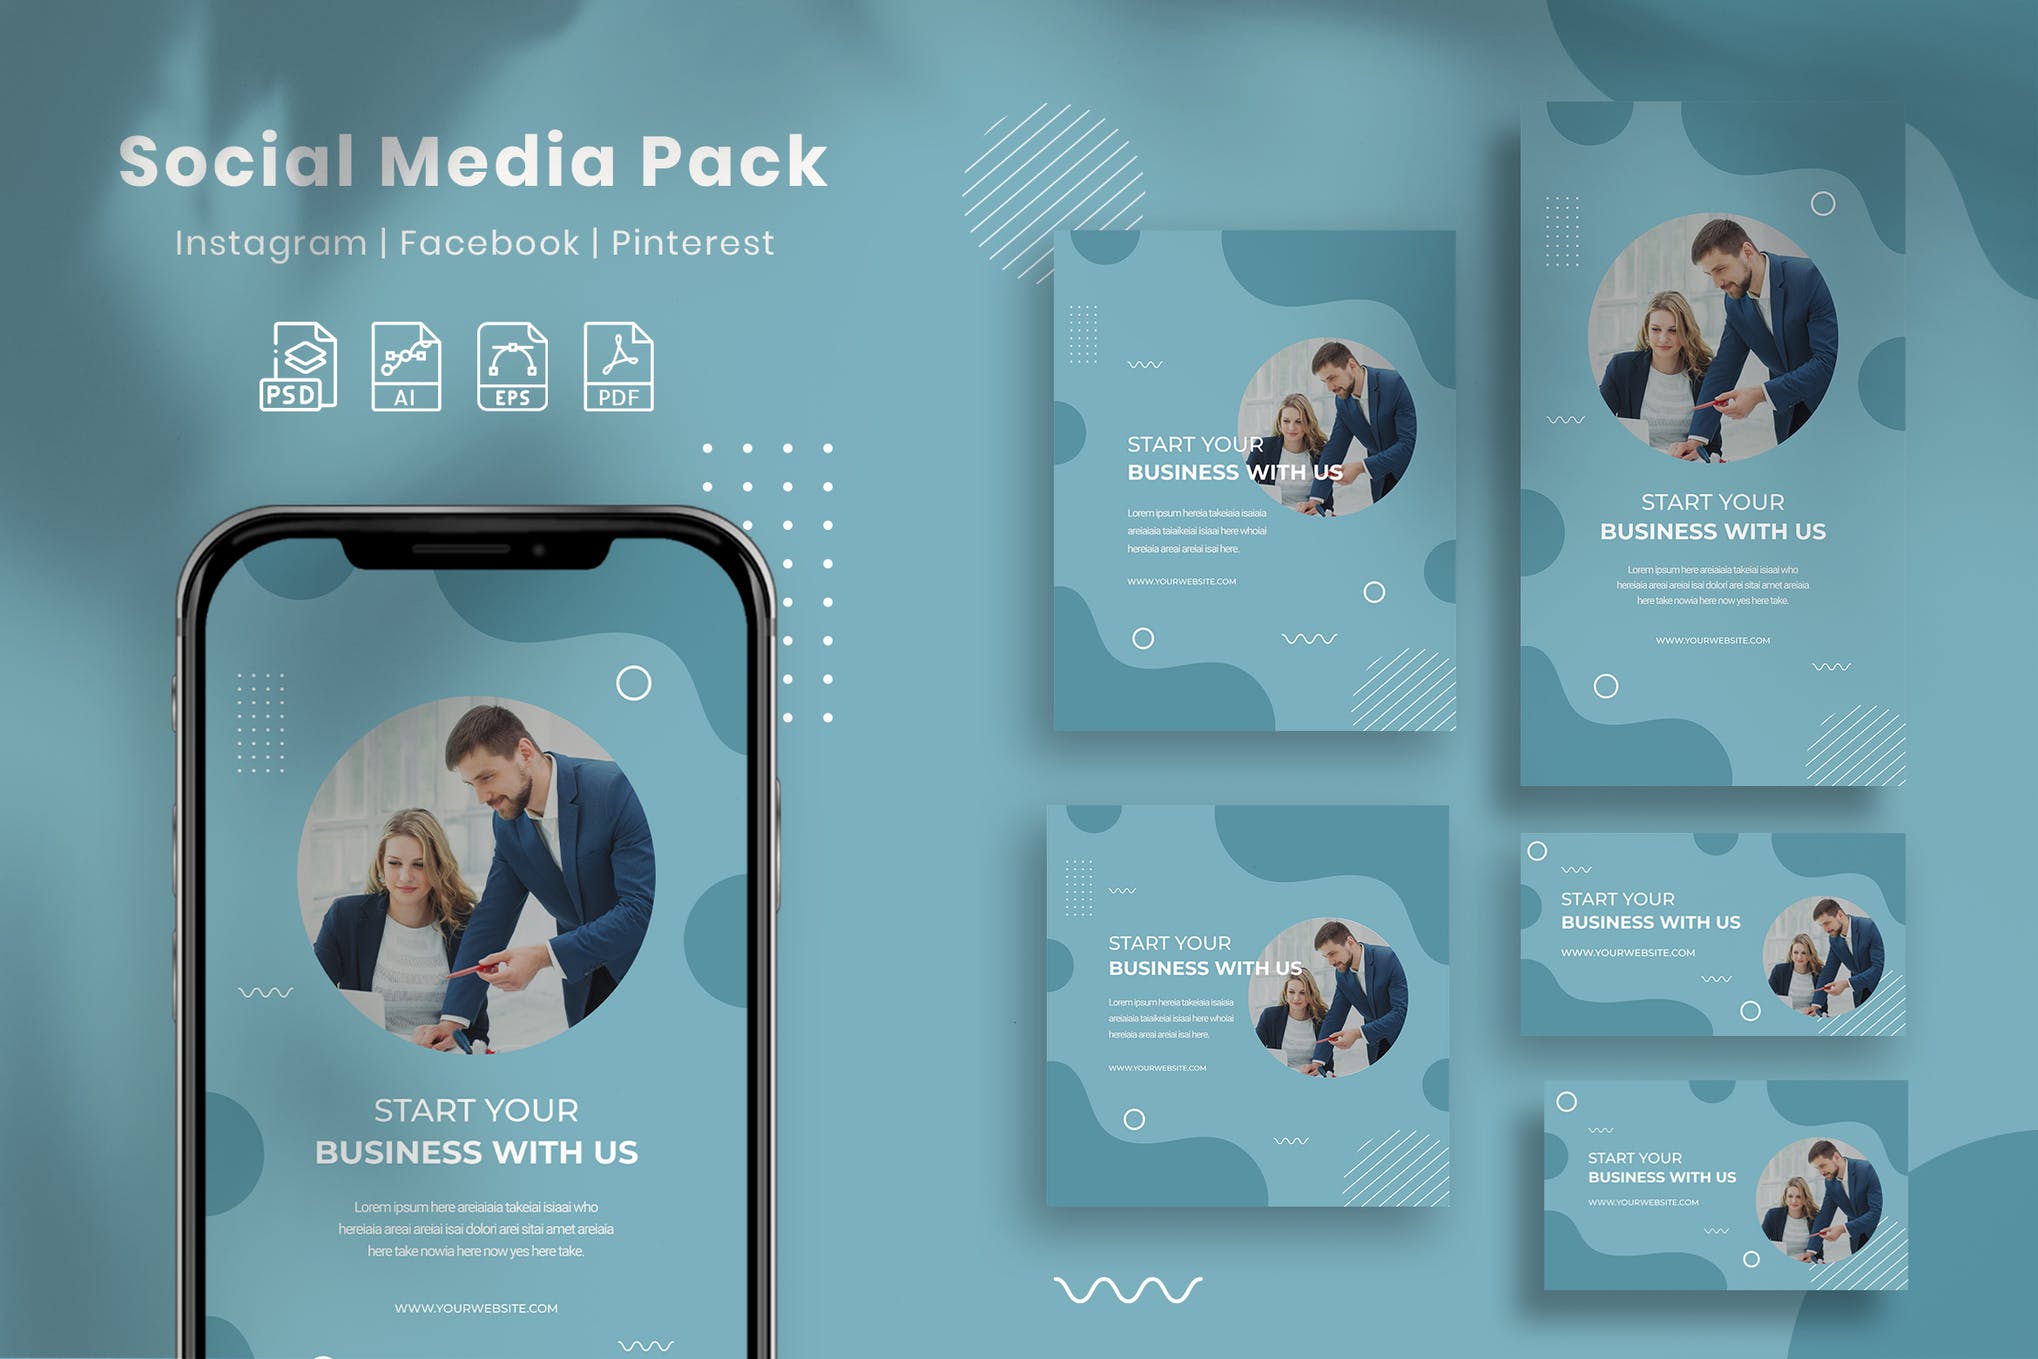 Social Media Pack
Instagram | Facebook | Pinterest
PSD
AI
EPS
PDF
START YOUR
BUSINESS WITH US
Lorem ipsum here areiaiaia takeiai isiaai who
hereiaia areai areiai isai dolori arei sitai amet areiaia
here take nowia here now yes here take.
WWW.YOURWEBSITE.COM
START YOUR
BUSINESS WITH US
Lorem ipsum hereia takeiaia isaiaia
areiaiaia taiaikeiai isiaai here whoiai
hereiaia areai areiai isai here.
WWW.YOURWEBSITE.COM
START YOUR
BUSINESS WITH US
Lorem ipsum here areiaiaia takeiai isiaai who
hereiaia areai areiai isai dolori arei sitai amet areiaia
here take nowia here now yes here take.
WWW.YOURWEBSITE.COM
START YOUR
BUSINESS WITH US
Lorem ipsum hereia takeiaia isaiaia
areiaiaia taiaikeiai isiaai here whoiai
hereiaia areai areiai isai here.
WWW.YOURWEBSITE.COM
START YOUR
BUSINESS WITH US
WWW.YOURWEBSITE.COM
START YOUR
BUSINESS WITH US
WWW.YOURWEBSITE.COM